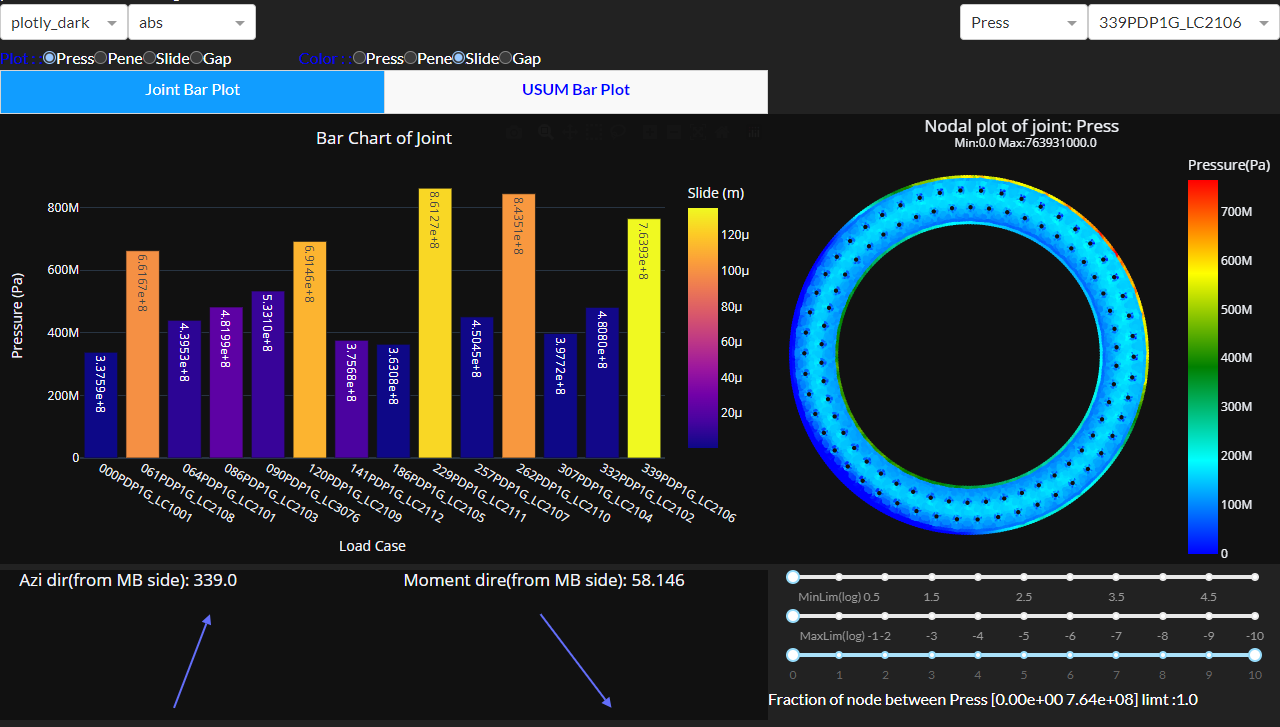 plotly_dark abs Press 339PDP1G_LC2106
Plot : Press Pene Slide Gap Color : Press Pene Slide Gap
Joint Bar Plot USUM Bar Plot
Bar Chart of Joint
Pressure (Pa)
800M
600M
400M
200M
0
3.3759e+8
6.6167e+8
4.3953e+8
4.8199e+8
5.3310e+8
6.9146e+8
3.7568e+8
3.6308e+8
8.6127e+8
4.5045e+8
8.4351e+8
3.9772e+8
4.8080e+8
7.6393e+8
000PDP1G_LC1001
061PDP1G_LC2108
064PDP1G_LC2101
086PDP1G_LC2103
090PDP1G_LC3076
120PDP1G_LC2109
141PDP1G_LC2112
186PDP1G_LC2105
229PDP1G_LC2111
257PDP1G_LC2107
262PDP1G_LC2110
307PDP1G_LC2104
332PDP1G_LC2102
339PDP1G_LC2106
Load Case
Slide (m)
120µ
100µ
80µ
60µ
40µ
20µ
Nodal plot of joint: Press
Min:0.0 Max:763931000.0
Pressure(Pa)
700M
600M
500M
400M
300M
200M
100M
0
Azi dir(from MB side): 339.0
Moment dire(from MB side): 58.146
MinLim(log) 0.5 1.5 2.5 3.5 4.5
MaxLim(log) -1 -2 -3 -4 -5 -6 -7 -8 -9 -10
0 1 2 3 4 5 6 7 8 9 10
Fraction of node between Press [0.00e+00 7.64e+08] limt :1.0